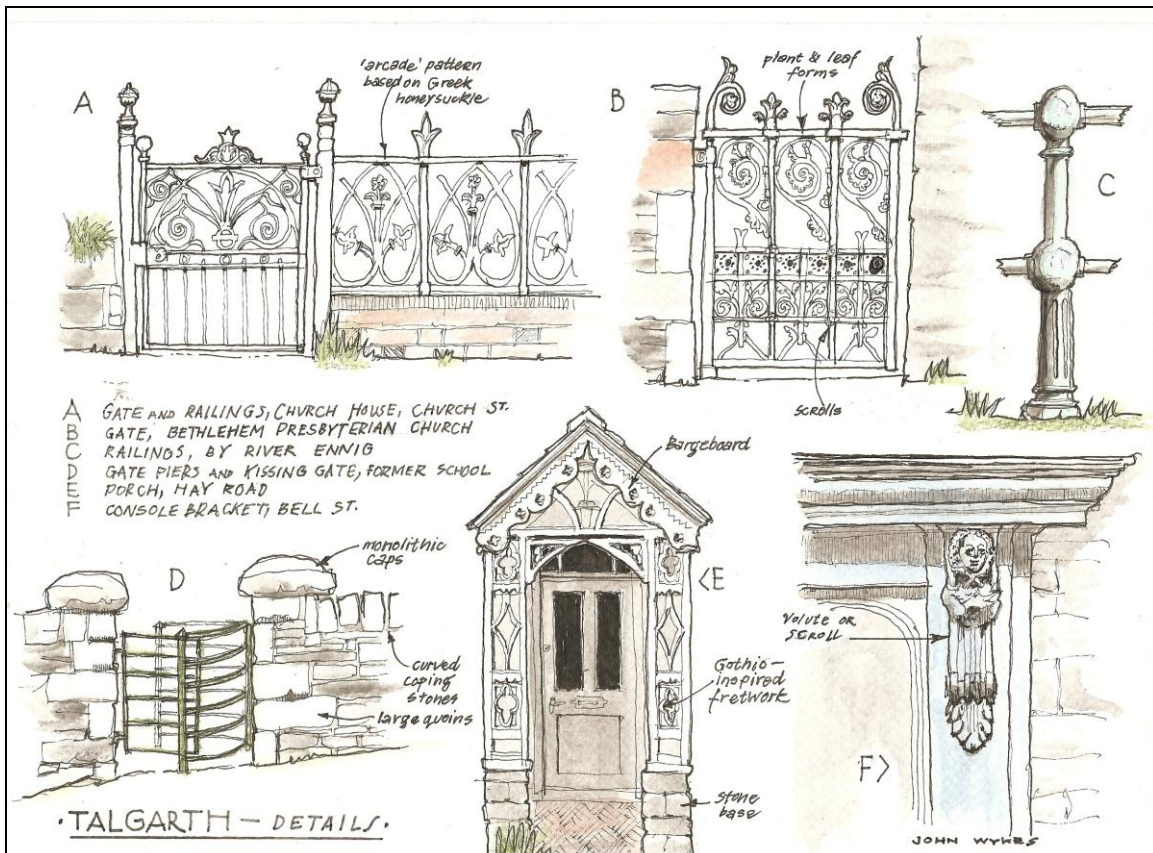 A
'arcade' pattern
based on Greek
honeysuckle
B
plant & leaf
forms
C
scrolls
A GATE AND RAILINGS, CHURCH HOUSE, CHURCH ST.
B GATE, BETHLEHEM PRESBYTERIAN CHURCH
C RAILINGS, BY RIVER ENNIG
D GATE PIERS AND KISSING GATE, FORMER SCHOOL
E PORCH, HAY ROAD
F CONSOLE BRACKET, BELL ST.
Bargeboard
monolithic
caps
D
<E
curved
coping
stones
large quoins
Gothic-
inspired
fretwork
stone
base
Volute or
SCROLL
F>
·TALGARTH - DETAILS·
JOHN WYKES